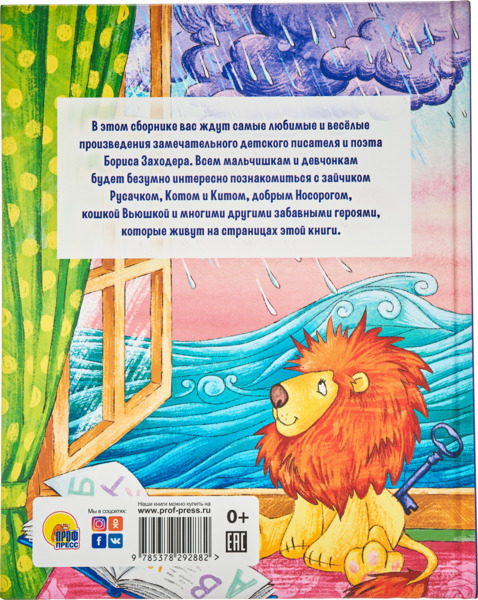 В этом сборнике вас ждут самые любимые и весёлые
произведения замечательного детского писателя и поэта
Бориса Заходера. Всем мальчишкам и девчонкам
будет безумно интересно познакомиться с зайчиком
Русачком, Котом и Китом, добрым Носорогом,
кошкой Вьюшкой и многими другими забавными героями,
которые живут на страницах этой книги.
Б
Т
А
В
Мы в соцсетях:
Наши книги можно купить на
www.prof-press.ru
ПРОФ
ПРЕСС
9 785378 292882 >
0+
EAC